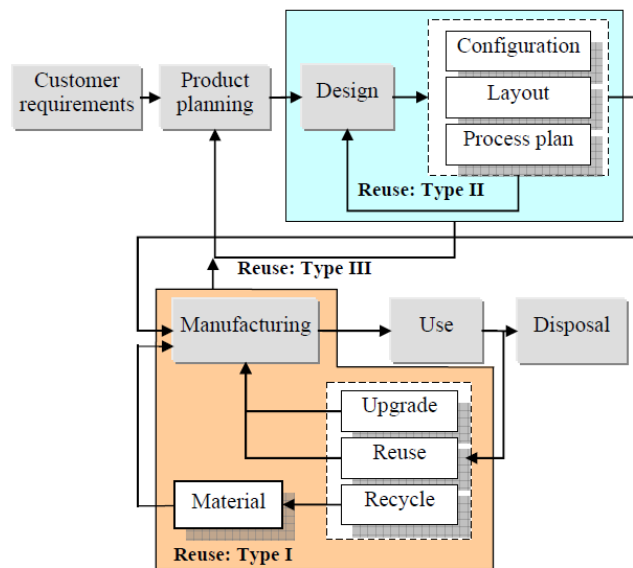 Customer
requirements
Product
planning
Design
Configuration
Layout
Process plan
Reuse: Type II
Reuse: Type III
Manufacturing
Use
Disposal
Upgrade
Reuse
Recycle
Material
Reuse: Type I